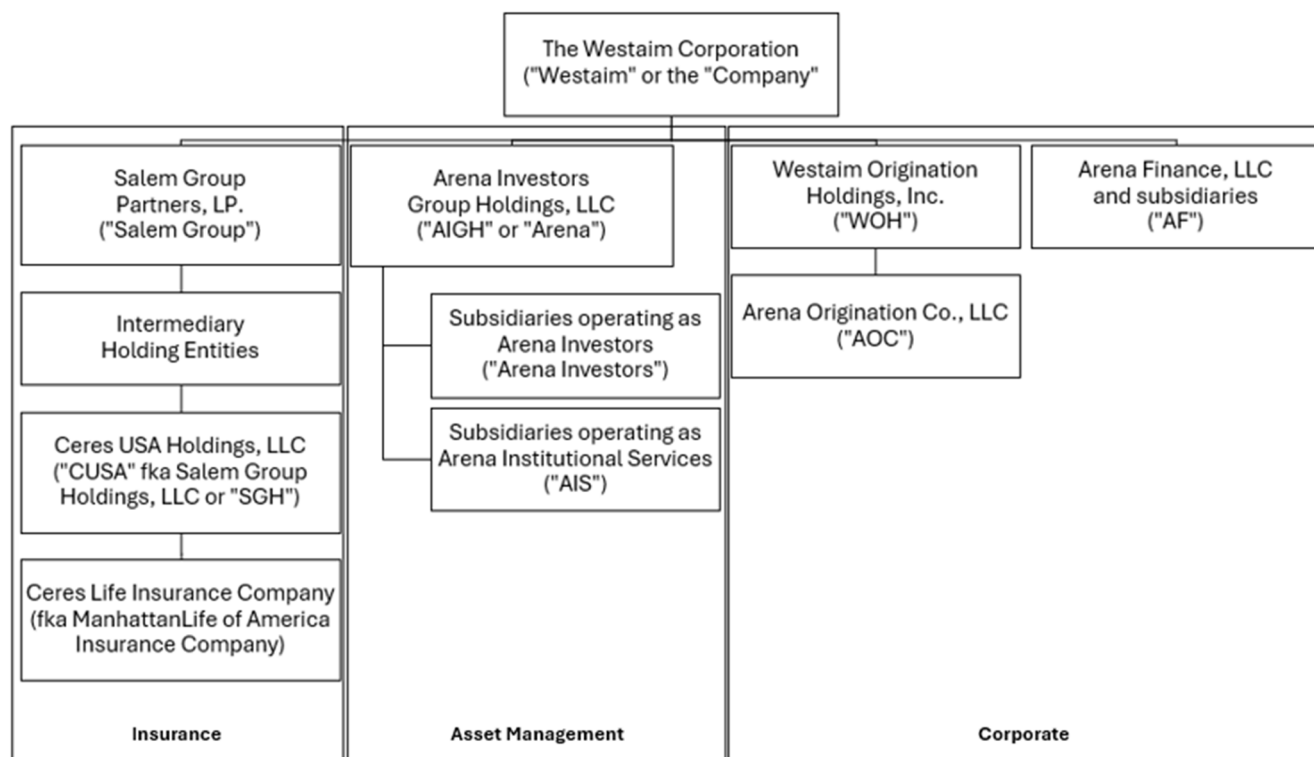 The Westaim Corporation
("Westaim" or the "Company"
Salem Group
Partners, LP.
("Salem Group")
Arena Investors
Group Holdings, LLC
("AIGH" or "Arena")
Westaim Origination
Holdings, Inc.
("WOH")
Arena Finance, LLC
and subsidiaries
("AF")
Intermediary
Holding Entities
Subsidiaries operating as
Arena Investors
("Arena Investors")
Arena Origination Co., LLC
("AOC")
Ceres USA Holdings, LLC
("CUSA" fka Salem Group
Holdings, LLC or "SGH")
Subsidiaries operating as
Arena Institutional Services
("AIS")
Ceres Life Insurance Company
(fka ManhattanLife of America
Insurance Company)
Insurance
Asset Management
Corporate